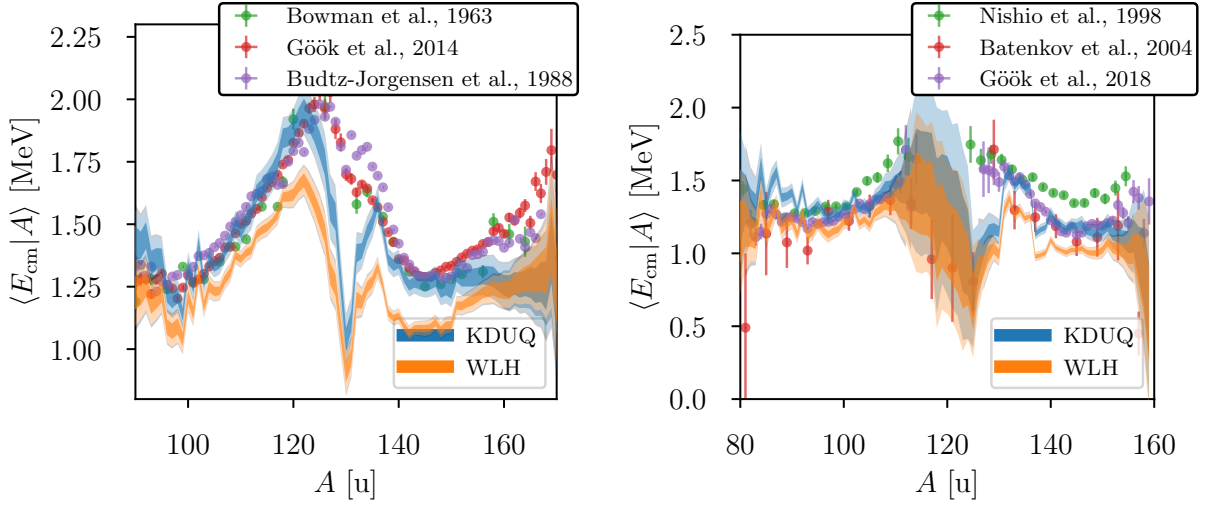 Bowman et al., 1963
Göök et al., 2014
Budtz-Jorgensen et al., 1988
2.25
2.00
1.75
1.50
1.25
1.00
⟨E_cm|A⟩ [MeV]
KDUQ
WLH
100
120
140
160
A [u]
Nishio et al., 1998
Batenkov et al., 2004
Göök et al., 2018
2.5
2.0
1.5
1.0
0.5
0.0
⟨E_cm|A⟩ [MeV]
KDUQ
WLH
80
100
120
140
160
A [u]